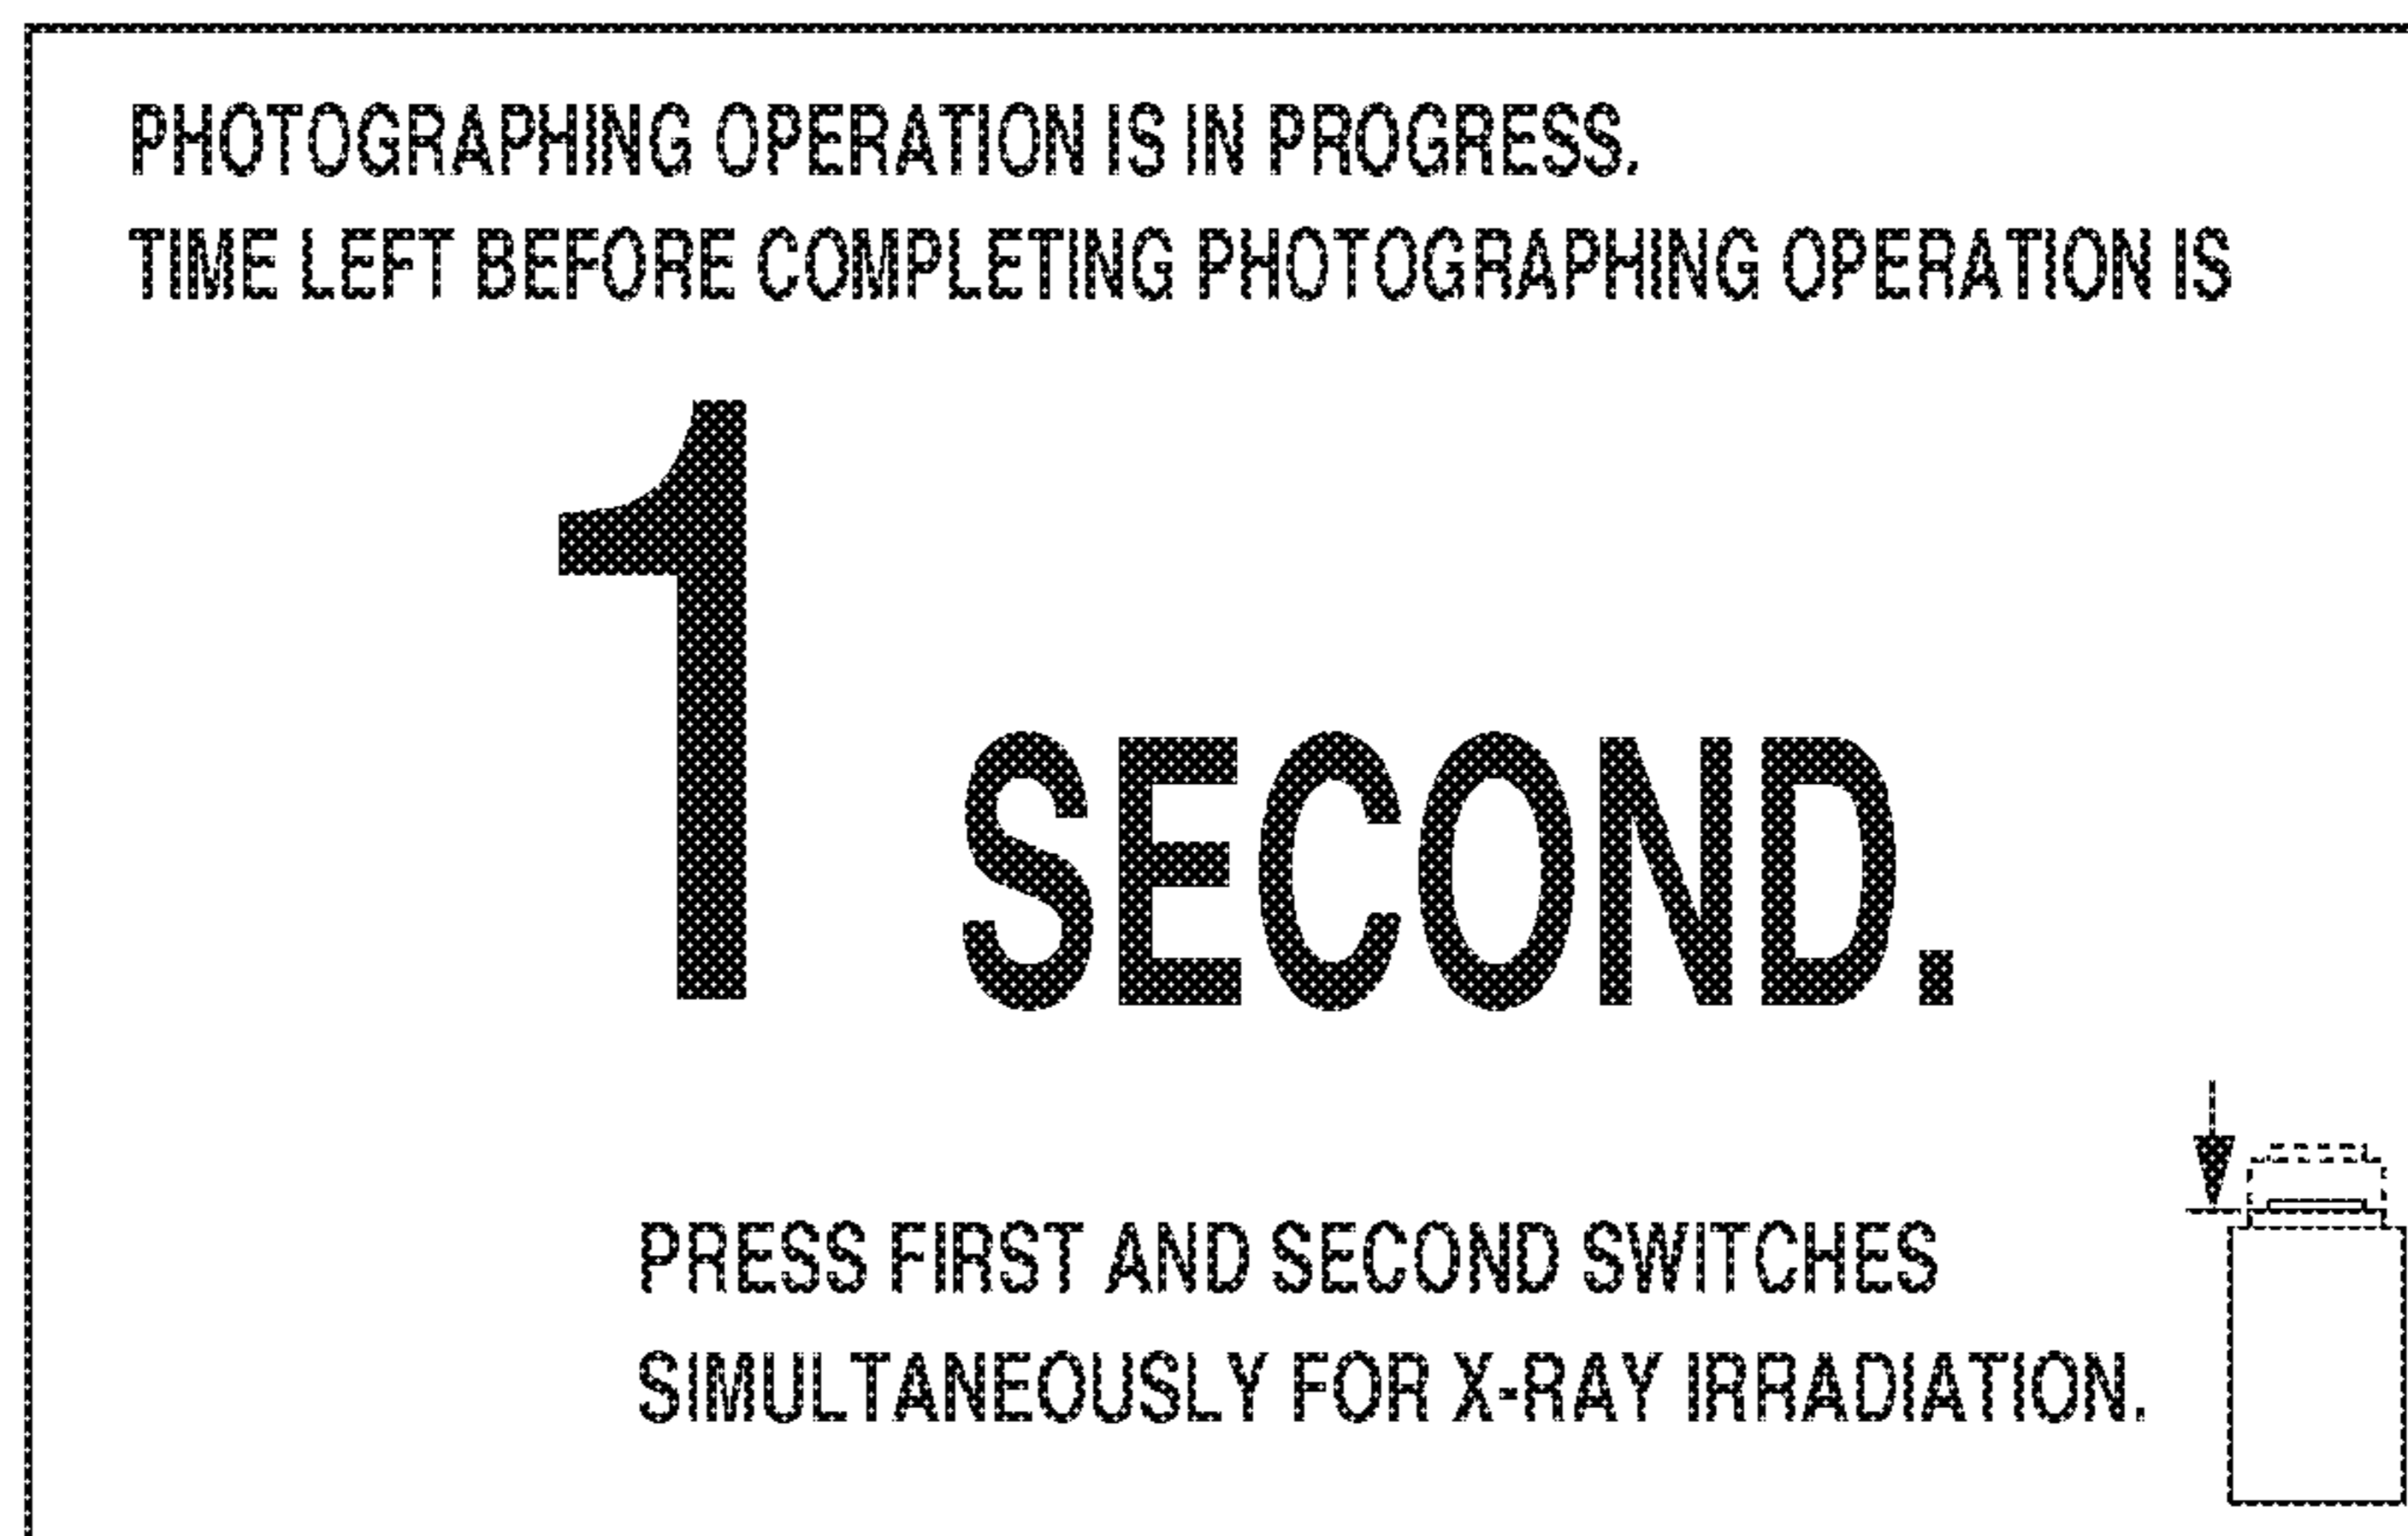 PHOTOGRAPHING OPERATION IS IN PROGRESS.
TIME LEFT BEFORE COMPLETING PHOTOGRAPHING OPERATION IS
1 SECOND.
PRESS FIRST AND SECOND SWITCHES
SIMULTANEOUSLY FOR X-RAY IRRADIATION.